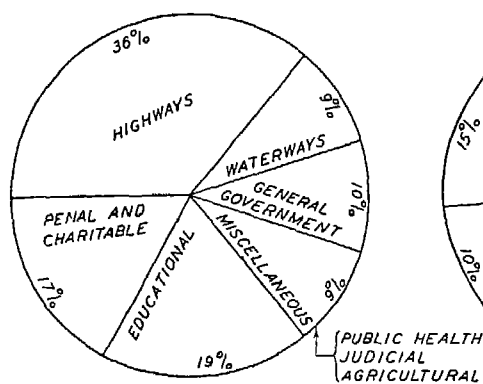 36%
HIGHWAYS
9%
WATERWAYS
GENERAL
GOVERNMENT
10%
MISCELLANEOUS
9%
PUBLIC HEALTH
JUDICIAL
AGRICULTURAL
EDUCATIONAL
19%
PENAL AND
CHARITABLE
17%
15%
10%